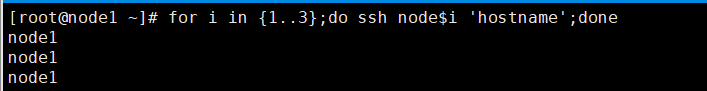 [root@node1 ~]# for i in {1..3};do ssh node$i 'hostname';done
node1
node1
node1